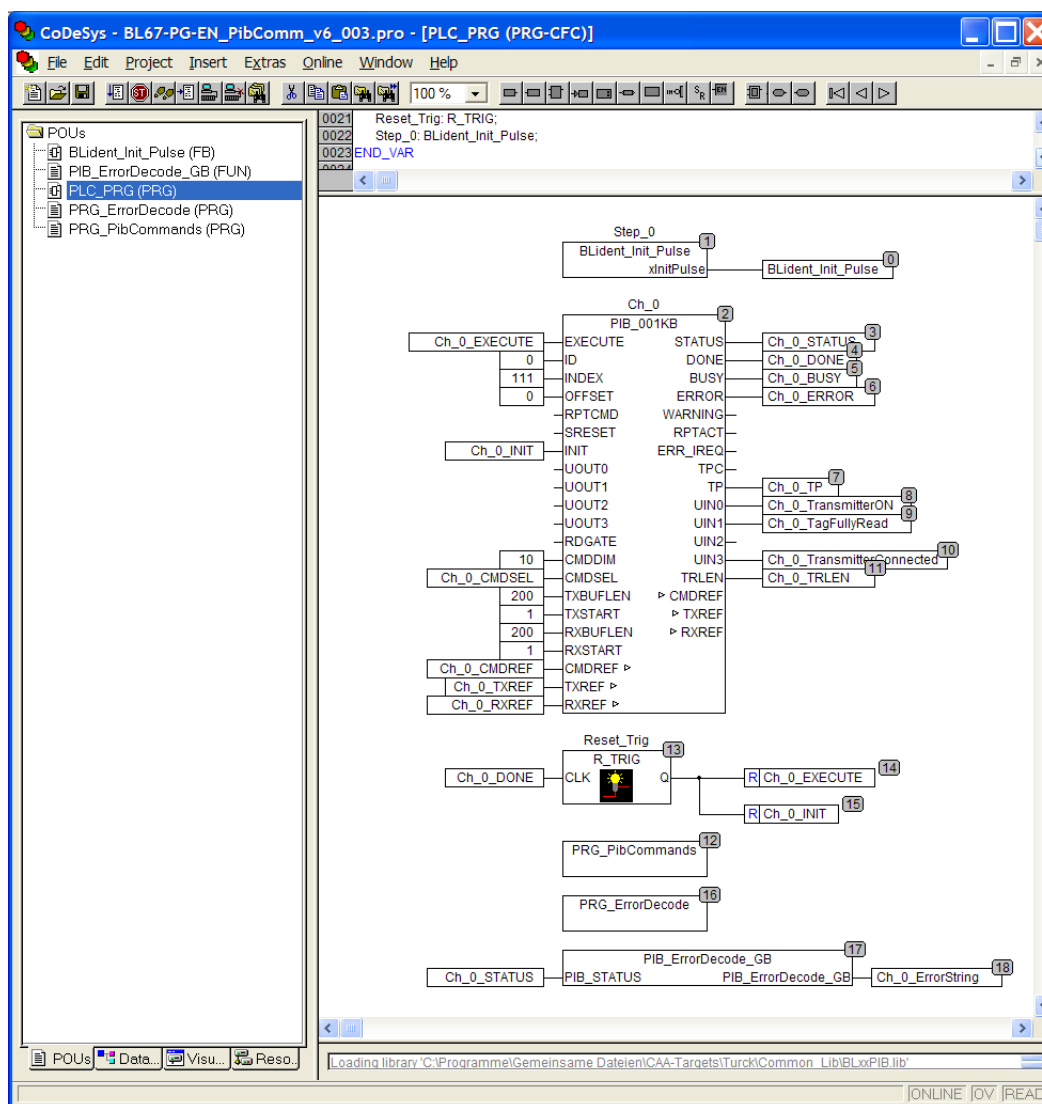 CoDeSys - BL67-PG-EN_PibComm_v6_003.pro - [PLC_PRG (PRG-CFC)]
File Edit Project Insert Extras Online Window Help
100 %
POUs
BLident_Init_Pulse (FB)
PIB_ErrorDecode_GB (FUN)
PLC_PRG (PRG)
PRG_ErrorDecode (PRG)
PRG_PibCommands (PRG)
0021 Reset_Trig: R_TRIG;
0022 Step_0: BLident_Init_Pulse;
0023 END_VAR
Step_0
1
BLident_Init_Pulse
xInitPulse BLident_Init_Pulse 0
Ch_0
2
PIB_001KB
Ch_0_EXECUTE EXECUTE STATUS Ch_0_STATUS 3
0 ID DONE Ch_0_DONE 4
111 INDEX BUSY Ch_0_BUSY 5
0 OFFSET ERROR Ch_0_ERROR 6
RPTCMD WARNING
SRESET RPTACT
Ch_0_INIT INIT ERR_IREQ
UOUT0 TPC
UOUT1 TP Ch_0_TP 7
UOUT2 UIN0 Ch_0_TransmitterON 8
UOUT3 UIN1 Ch_0_TagFullyRead 9
RDGATE UIN2
10 CMDDIM UIN3 Ch_0_TransmitterConnected 10
Ch_0_CMDSEL CMDSEL TRLEN Ch_0_TRLEN 11
200 TXBUFLEN CMDREF
1 TXSTART TXREF
200 RXBUFLEN RXREF
1 RXSTART
Ch_0_CMDREF CMDREF
Ch_0_TXREF TXREF
Ch_0_RXREF RXREF
Reset_Trig
13
R_TRIG
Ch_0_DONE CLK Q R Ch_0_EXECUTE 14
R Ch_0_INIT 15
PRG_PibCommands 12
PRG_ErrorDecode 16
17
PIB_ErrorDecode_GB
Ch_0_STATUS PIB_STATUS PIB_ErrorDecode_GB Ch_0_ErrorString 18
POUs Data... Visu... Reso...
Loading library 'C:\Programme\Gemeinsame Dateien\CAA-Targets\Turck\Common_Lib\BLxxPIB.lib'
ONLINE OV READ